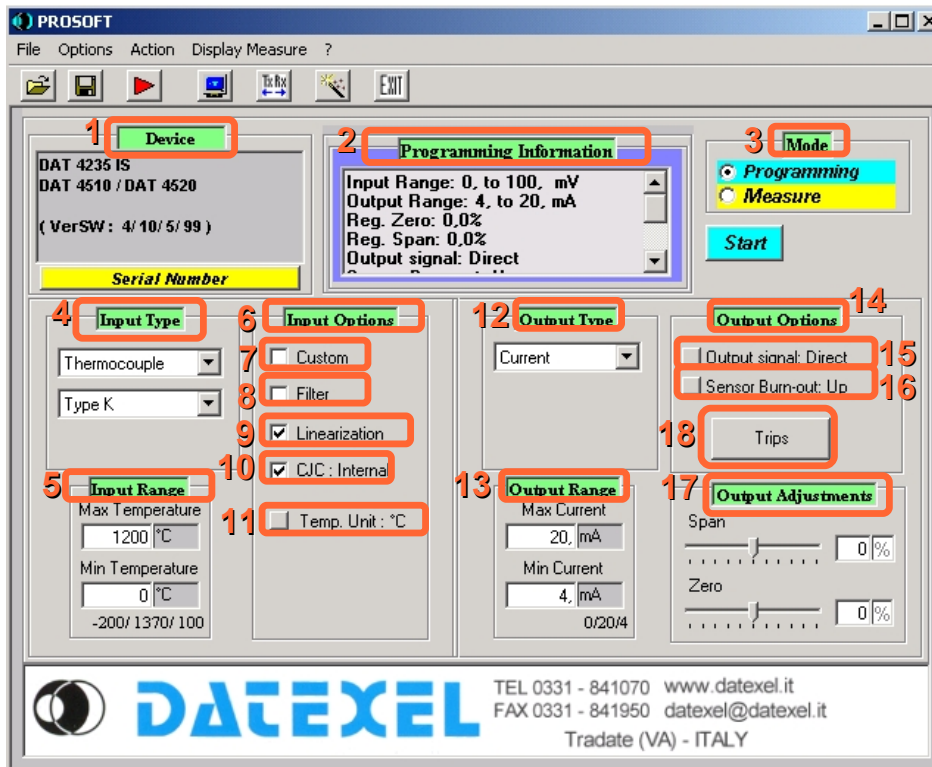 PROSOFT
File Options Action Display Measure ?
Tx Rx
EXIT
1 Device
DAT 4235 IS
DAT 4510 / DAT 4520
( VerSW : 4/ 10/ 5/ 99 )
Serial Number
2 Programming Information
Input Range: 0, to 100, mV
Output Range: 4, to 20, mA
Reg. Zero: 0,0%
Reg. Span: 0,0%
Output signal: Direct
3 Mode
Programming
Measure
Start
4 Input Type
Thermocouple
Type K
5 Input Range
Max Temperature
1200 °C
Min Temperature
0 °C
-200/ 1370/ 100
6 Input Options
7 Custom
8 Filter
9 Linearization
10 CJC : Internal
11 Temp. Unit : °C
12 Output Type
Current
13 Output Range
Max Current
20, mA
Min Current
4, mA
0/20/4
14 Output Options
Output signal: Direct 15
Sensor Burn-out: Up 16
18 Trips
17 Output Adjustments
Span
0 %
Zero
0 %
DATEXEL
TEL 0331 - 841070 www.datexel.it
FAX 0331 - 841950 datexel@datexel.it
Tradate (VA) - ITALY